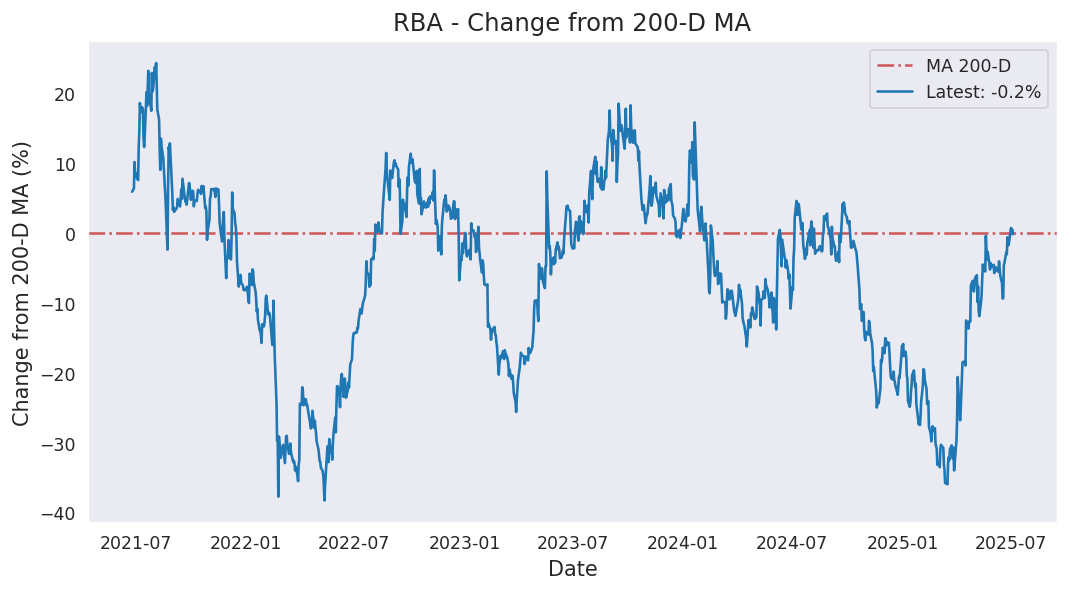 RBA - Change from 200-D MA
MA 200-D
Latest: -0.2%
Change from 200-D MA (%)
20
10
0
−10
−20
−30
−40
2021-07 2022-01 2022-07 2023-01 2023-07 2024-01 2024-07 2025-01 2025-07
Date